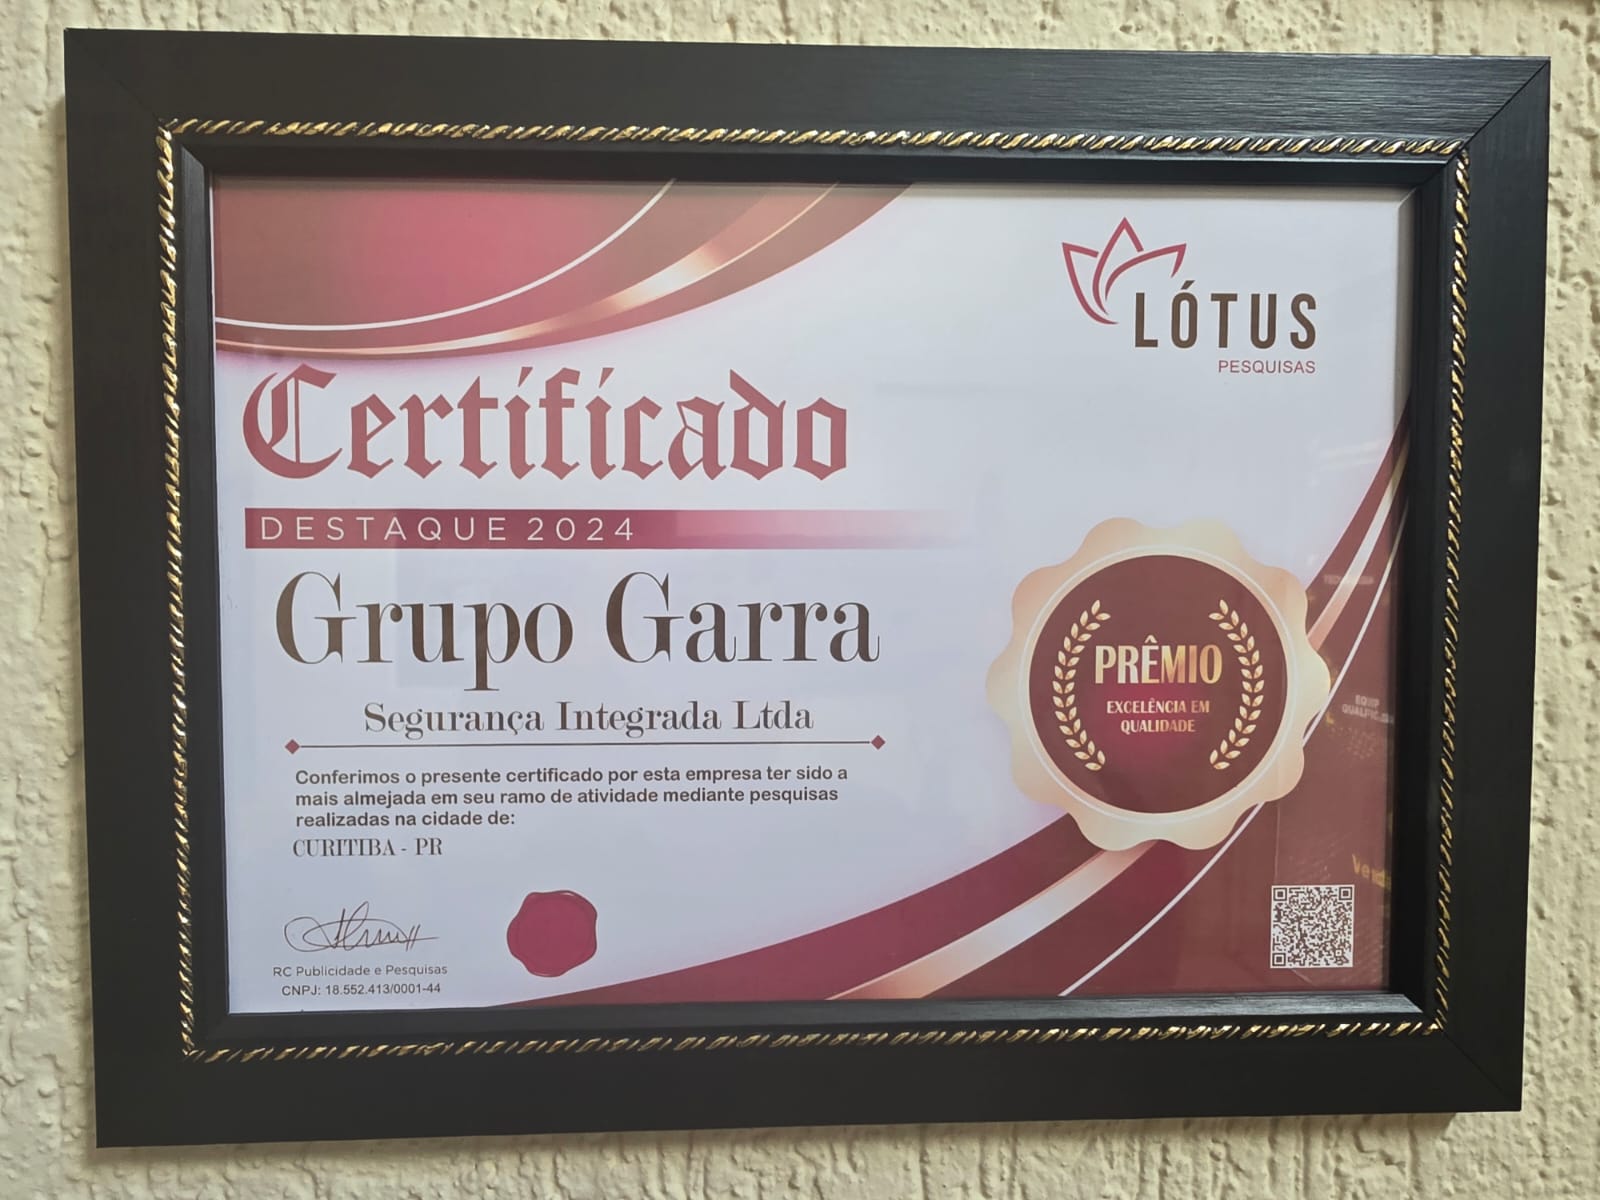 LÓTUS
PESQUISAS
Certificado
DESTAQUE 2024
Grupo Garra
Segurança Integrada Ltda
Conferimos o presente certificado por esta empresa ter sido a
mais almejada em seu ramo de atividade mediante pesquisas
realizadas na cidade de:
CURITIBA - PR
PRÊMIO
EXCELÊNCIA EM
QUALIDADE
RC Publicidade e Pesquisas
CNPJ: 18.552.413/0001-44